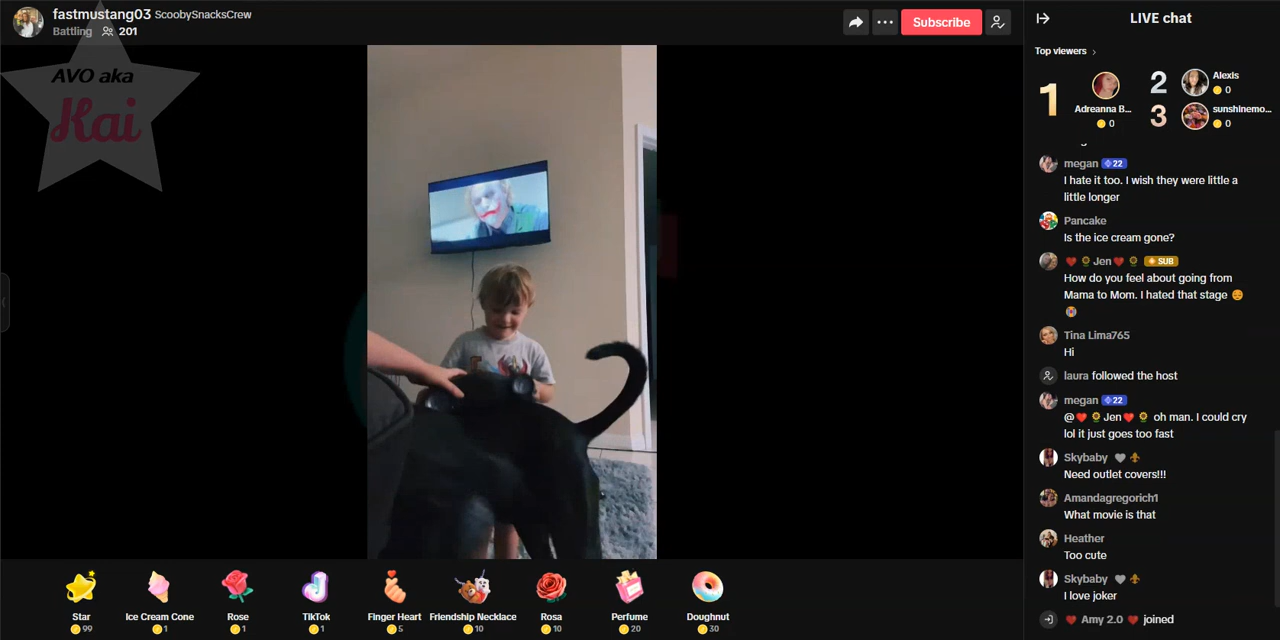 fastmustang03 ScoobySnacksCrew
Battling 201
Subscribe
AVO aka
Kai
LIVE chat
Top viewers
1
Adreanna B...
0
2
Alexis
0
3
sunshinemo...
0
megan 22
I hate it too. I wish they were little a
little longer
Pancake
Is the ice cream gone?
Jen SUB
How do you feel about going from
Mama to Mom. I hated that stage
Tina Lima765
Hi
laura followed the host
megan 22
@❤️🌻Jen❤️🌻 oh man. I could cry
lol it just goes too fast
Skybaby
Need outlet covers!!!
Amandagregorich1
What movie is that
Heather
Too cute
Skybaby
I love joker
Amy 2.0 joined
Star
99
Ice Cream Cone
1
Rose
1
TikTok
1
Finger Heart
5
Friendship Necklace
10
Rosa
10
Perfume
20
Doughnut
30